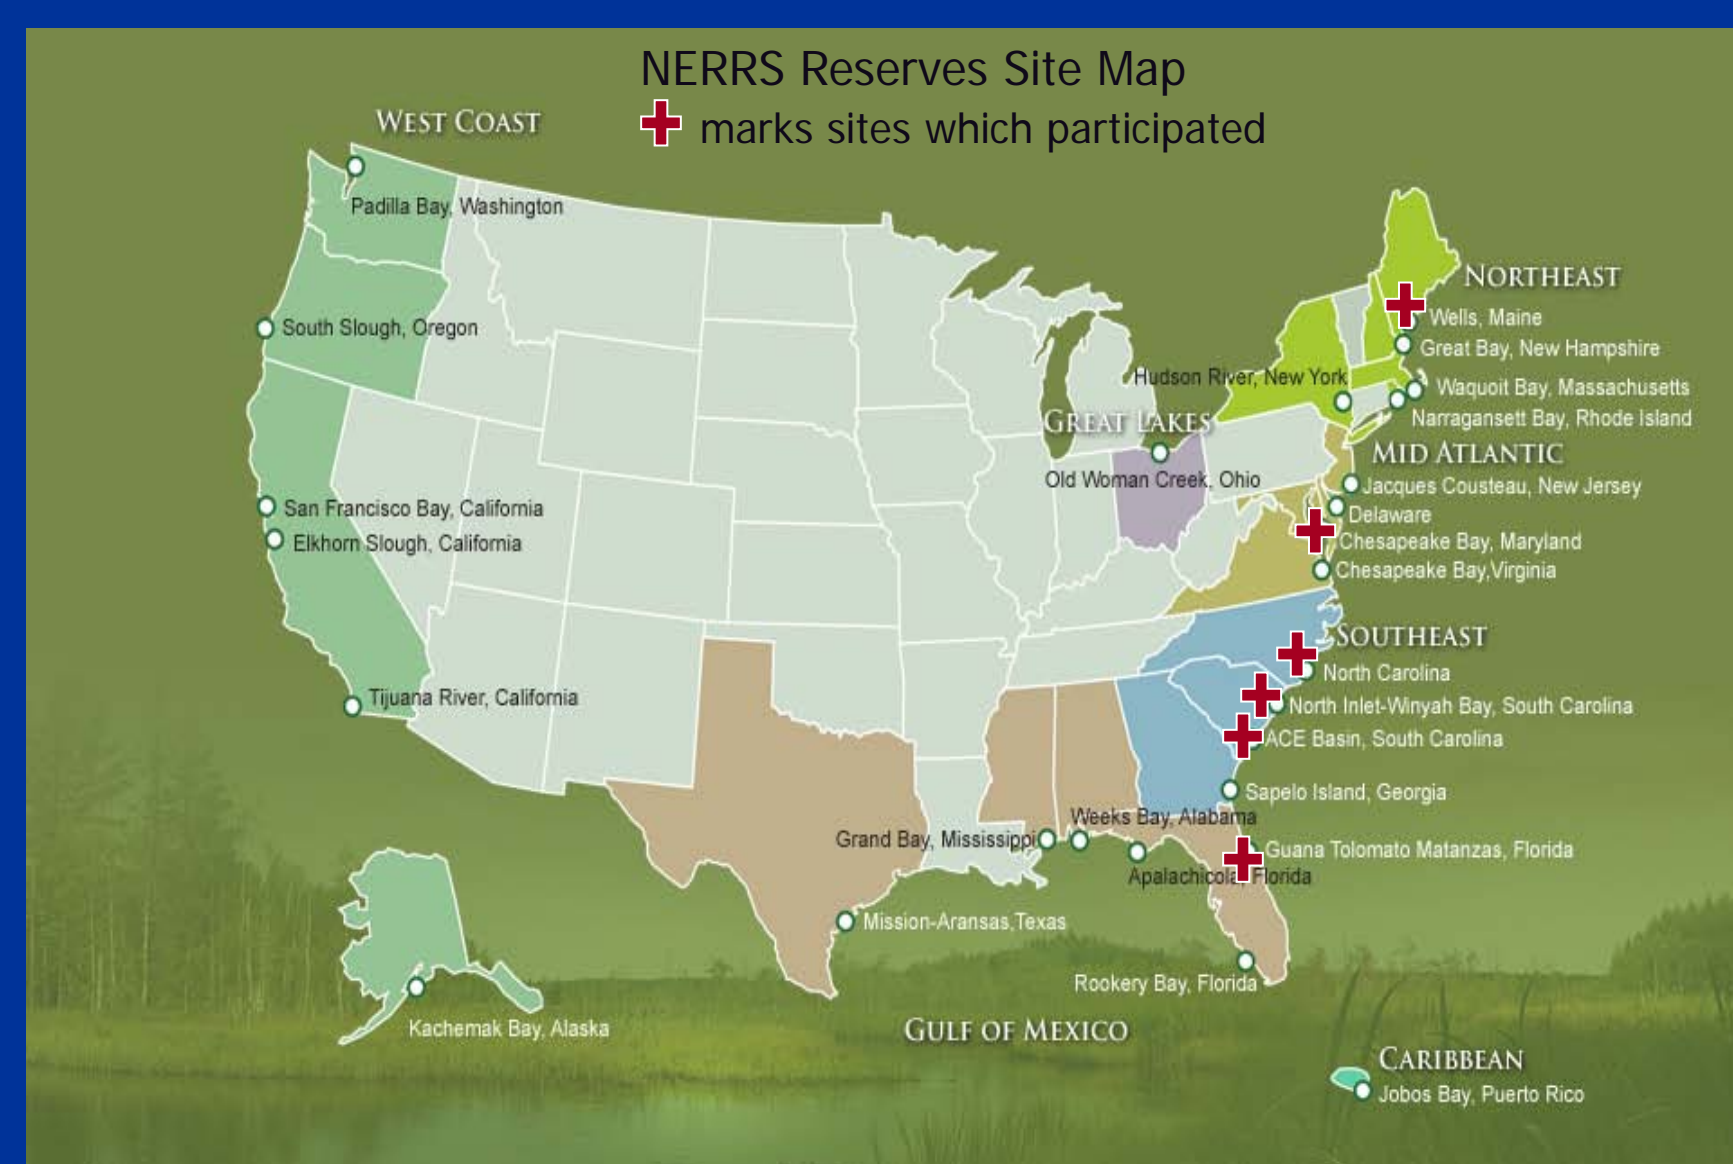 NERRS Reserves Site Map
marks sites which participated
WEST COAST
Padilla Bay, Washington
South Slough, Oregon
San Francisco Bay, California
Elkhorn Slough, California
Tijuana River, California
Kachemak Bay, Alaska
GREAT LAKES
Old Woman Creek, Ohio
NORTHEAST
Wells, Maine
Great Bay, New Hampshire
Hudson River, New York
Waquoit Bay, Massachusetts
Narragansett Bay, Rhode Island
MID ATLANTIC
Jacques Cousteau, New Jersey
Delaware
Chesapeake Bay, Maryland
Chesapeake Bay,Virginia
SOUTHEAST
North Carolina
North Inlet-Winyah Bay, South Carolina
ACE Basin, South Carolina
Sapelo Island, Georgia
Guana Tolomato Matanzas, Florida
Weeks Bay, Alabama
Grand Bay, Mississippi
Apalachicola, Florida
Mission-Aransas,Texas
Rookery Bay, Florida
GULF OF MEXICO
CARIBBEAN
Jobos Bay, Puerto Rico